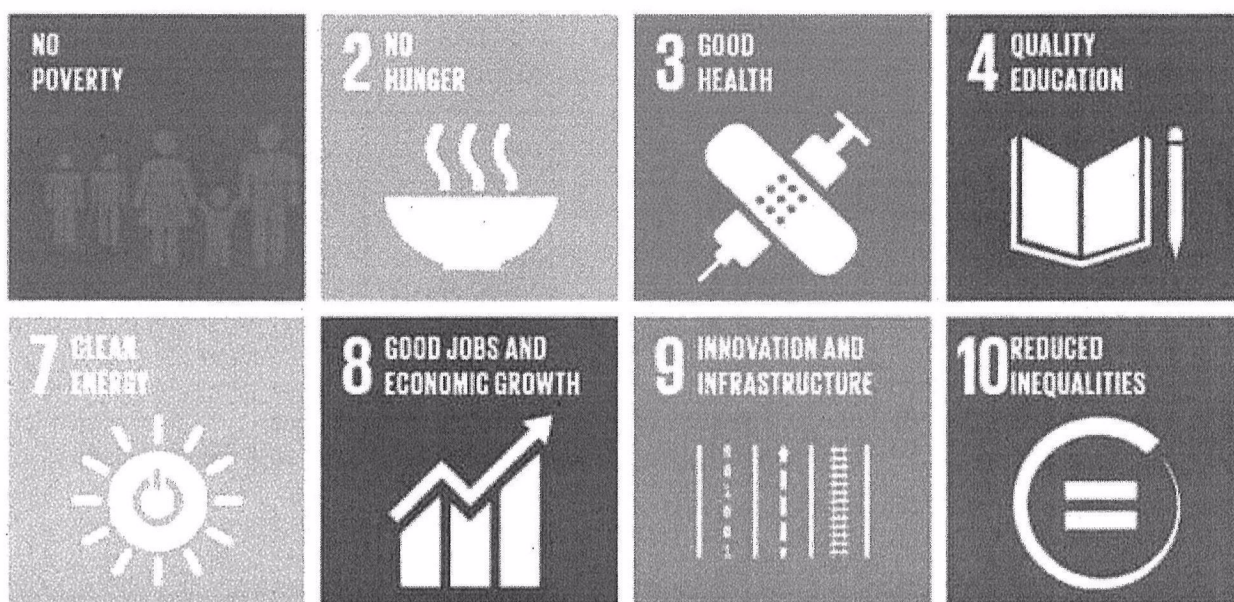 NO
POVERTY
2 NO
HUNGER
3 GOOD
HEALTH
4 QUALITY
EDUCATION
7 CLEAN
ENERGY
8 GOOD JOBS AND
ECONOMIC GROWTH
9 INNOVATION AND
INFRASTRUCTURE
10 REDUCED
INEQUALITIES